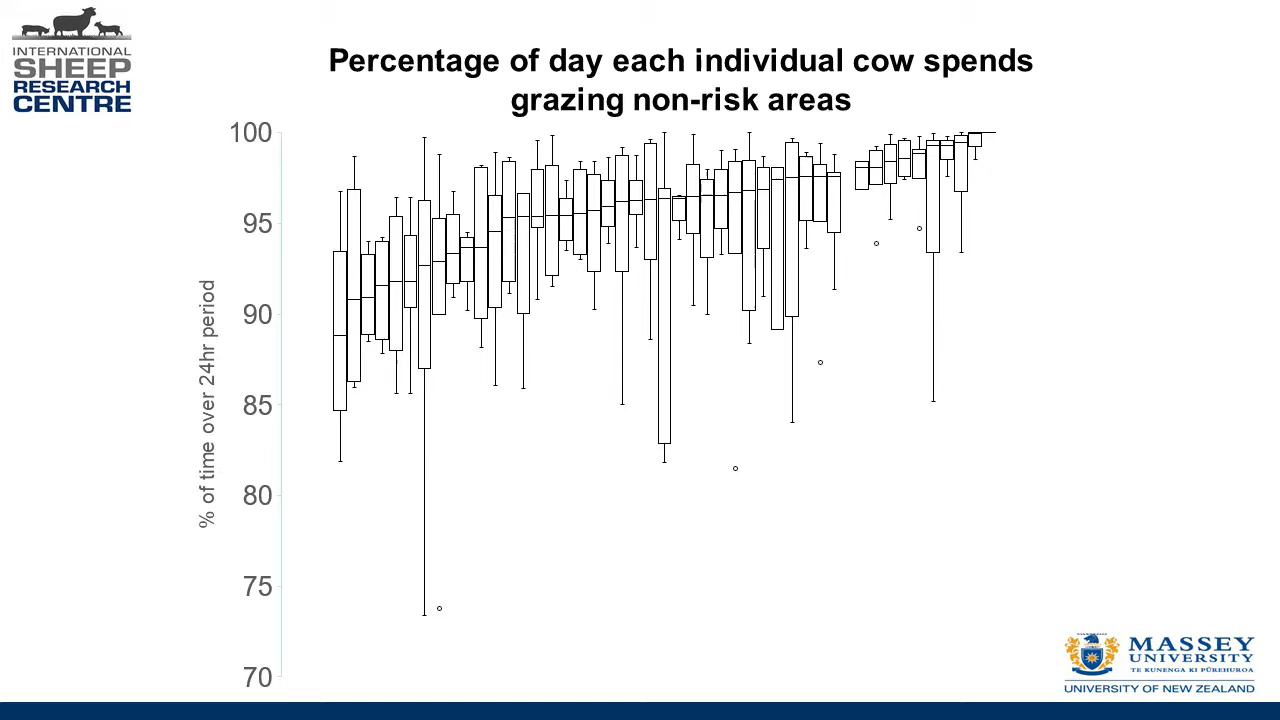 INTERNATIONAL
SHEEP
RESEARCH
CENTRE
Percentage of day each individual cow spends
grazing non-risk areas
% of time over 24hr period
100
95
90
85
80
75
70
MASSEY
UNIVERSITY
TE KUNENGA KI PŪREHUROA
UNIVERSITY OF NEW ZEALAND